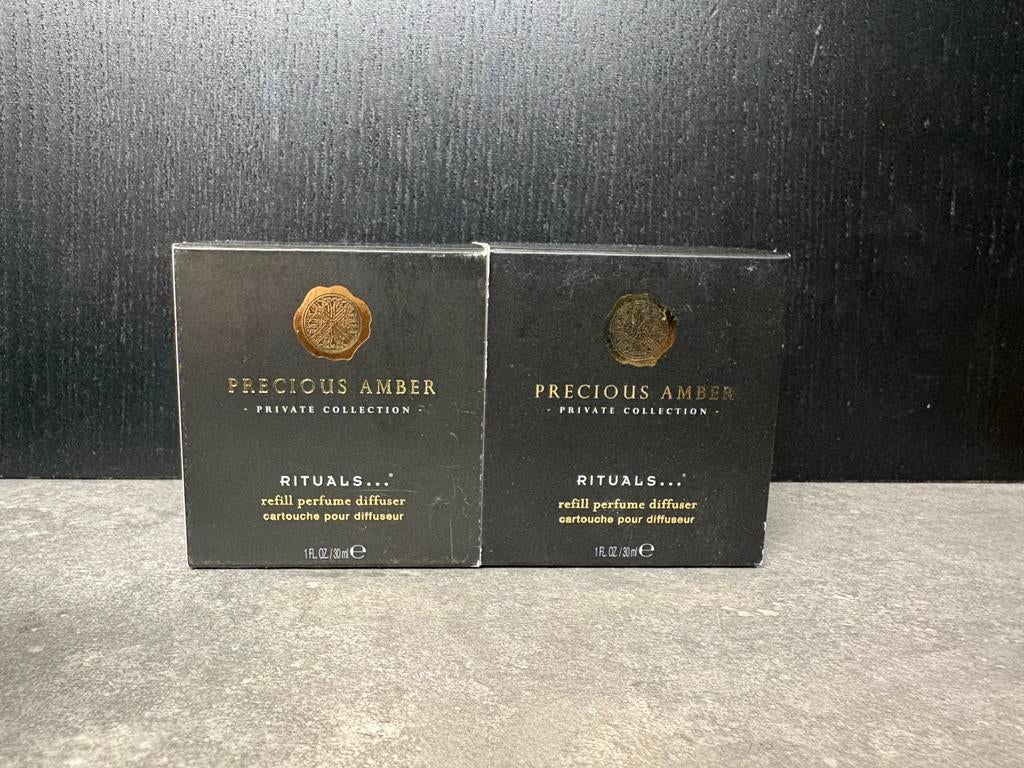 PRECIOUS AMBER
- PRIVATE COLLECTION -
RITUALS...®
refill perfume diffuser
cartouche pour diffuseur
1 FL. OZ. / 30 ml ℮
PRECIOUS AMBER
- PRIVATE COLLECTION -
RITUALS...®
refill perfume diffuser
cartouche pour diffuseur
1 FL. OZ. / 30 ml ℮